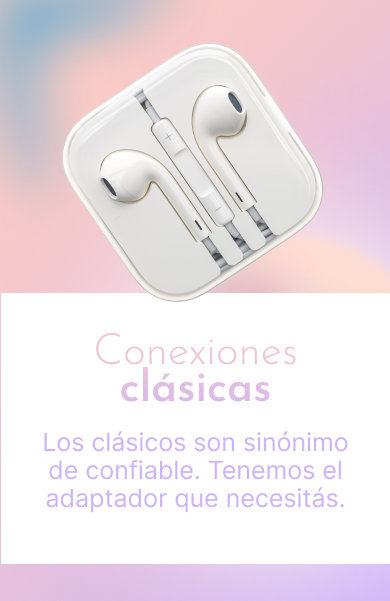 Conexiones
clásicas
Los clásicos son sinónimo
de confiable. Tenemos el
adaptador que necesitás.